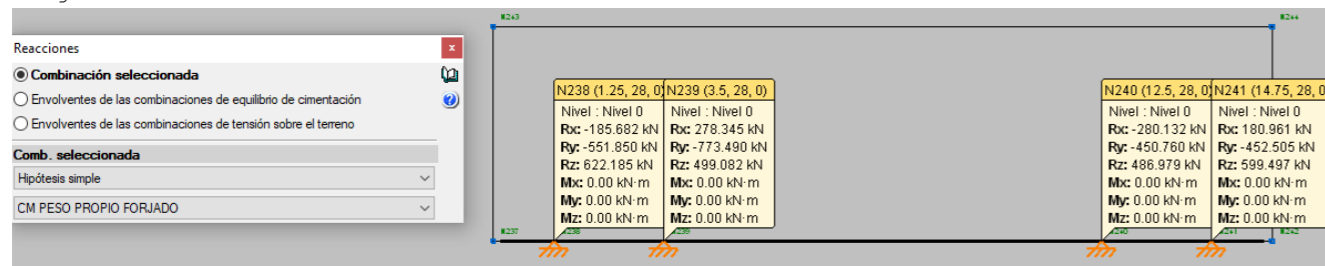 Reacciones
x
Combinación seleccionada
Envolventes de las combinaciones de equilibrio de cimentación
Envolventes de las combinaciones de tensión sobre el terreno
Comb. seleccionada
Hipótesis simple
CM PESO PROPIO FORJADO
N243
N244
N238 (1.25, 28, 0)
Nivel : Nivel 0
Rx: -185.682 kN
Ry: -551.850 kN
Rz: 622.185 kN
Mx: 0.00 kN·m
My: 0.00 kN·m
Mz: 0.00 kN·m
N239 (3.5, 28, 0)
Nivel : Nivel 0
Rx: 278.345 kN
Ry: -773.490 kN
Rz: 499.082 kN
Mx: 0.00 kN·m
My: 0.00 kN·m
Mz: 0.00 kN·m
N240 (12.5, 28, 0)
Nivel : Nivel 0
Rx: -280.132 kN
Ry: -450.760 kN
Rz: 486.979 kN
Mx: 0.00 kN·m
My: 0.00 kN·m
Mz: 0.00 kN·m
N241 (14.75, 28, 0
Nivel : Nivel 0
Rx: 180.961 kN
Ry: -452.505 kN
Rz: 599.497 kN
Mx: 0.00 kN·m
My: 0.00 kN·m
Mz: 0.00 kN·m
N237
N242